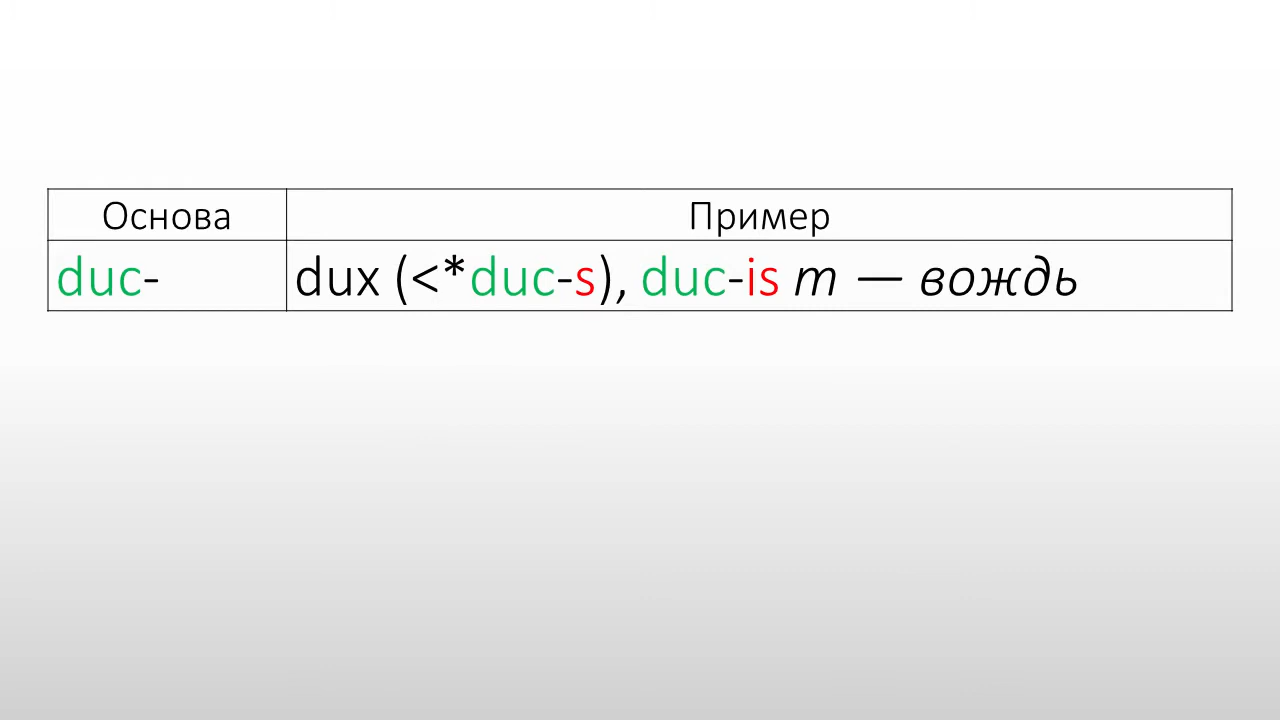 Основа Пример
duc- dux (<*duc-s), duc-is m — вождь